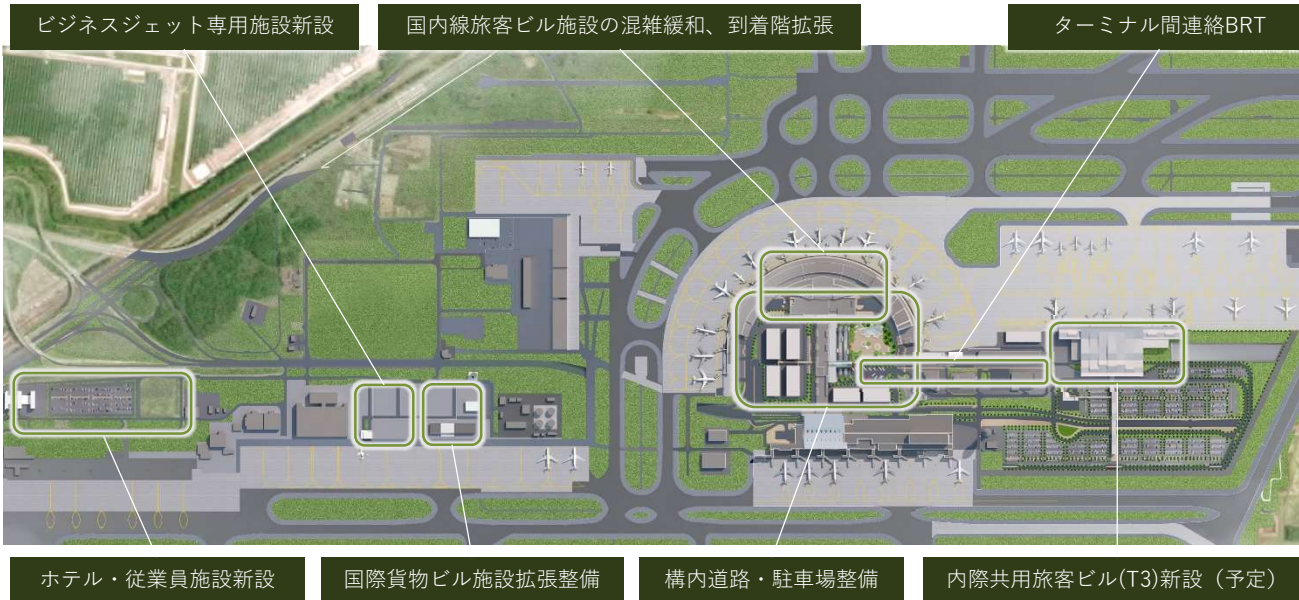 ビジネスジェット専用施設新設
国内線旅客ビル施設の混雑緩和、到着階拡張
ターミナル間連絡BRT
ホテル・従業員施設新設
国際貨物ビル施設拡張整備
構内道路・駐車場整備
内際共用旅客ビル(T3)新設（予定）